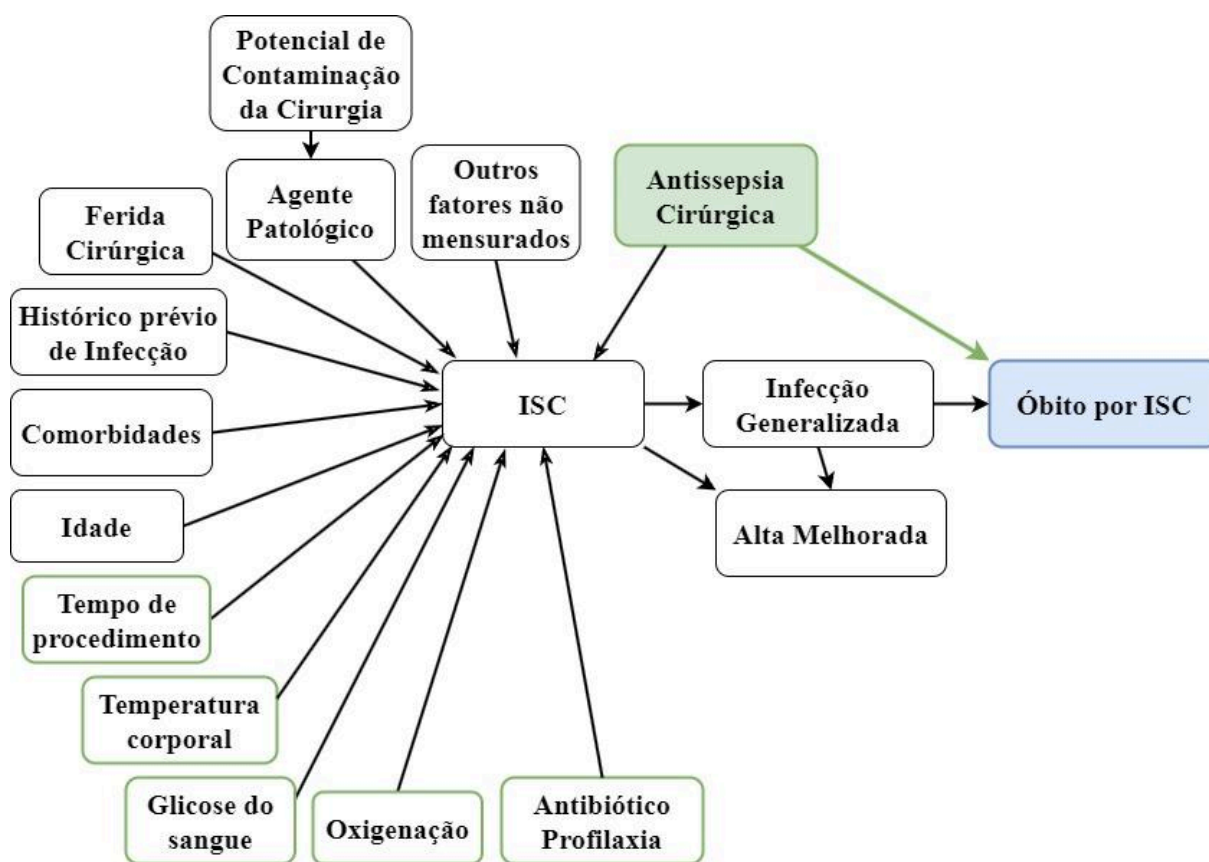 Potencial de
Contaminação
da Cirurgia
Agente
Patológico
Outros
fatores não
mensurados
Antissepsia
Cirúrgica
Ferida
Cirúrgica
Histórico prévio
de Infecção
Comorbidades
Idade
Tempo de
procedimento
Temperatura
corporal
Glicose do
sangue
Oxigenação
Antibiótico
Profilaxia
ISC
Infecção
Generalizada
Óbito por ISC
Alta Melhorada